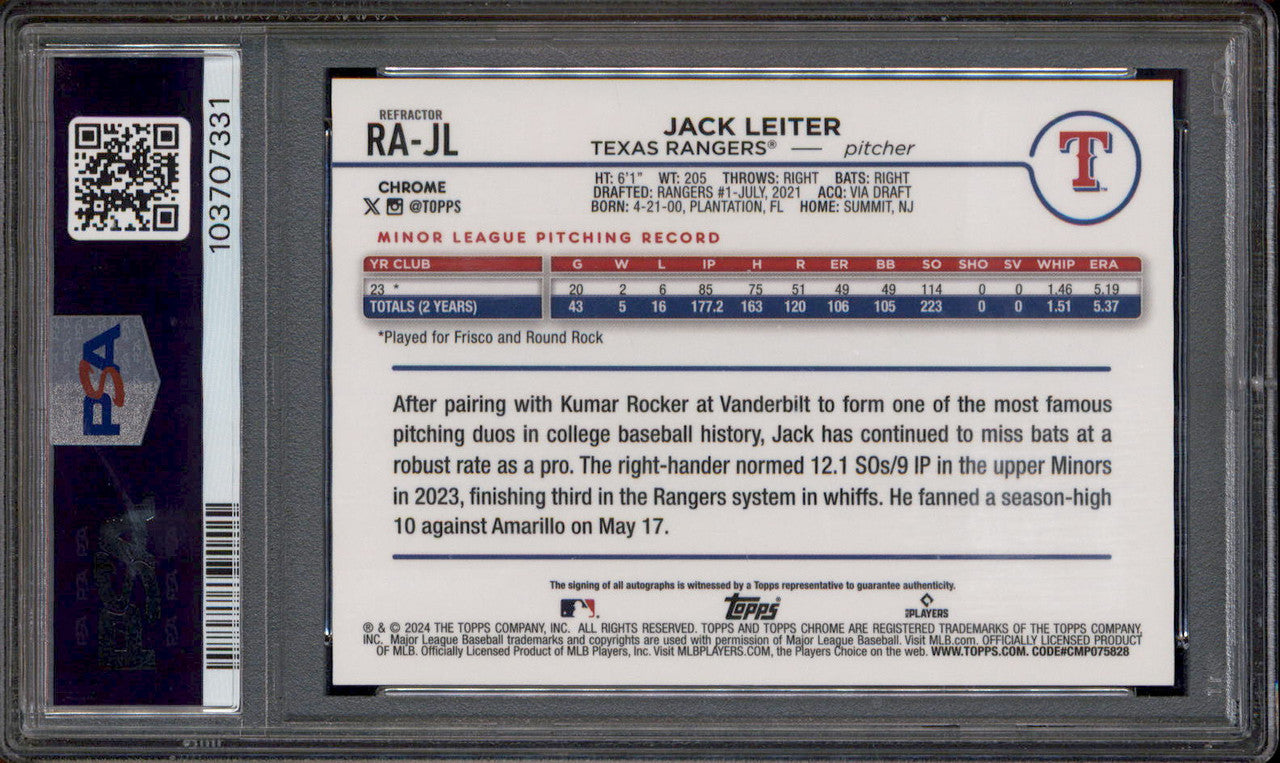 103707331
PSA
REFRACTOR
RA-JL
JACK LEITER
TEXAS RANGERS® — pitcher
T
CHROME
@TOPPS
HT: 6'1" WT: 205 THROWS: RIGHT BATS: RIGHT
DRAFTED: RANGERS #1-JULY, 2021 ACQ: VIA DRAFT
BORN: 4-21-00, PLANTATION, FL HOME: SUMMIT, NJ
MINOR LEAGUE PITCHING RECORD
YR CLUB G W L IP H R ER BB SO SHO SV WHIP ERA
23 * 20 2 6 85 75 51 49 49 114 0 0 1.46 5.19
TOTALS (2 YEARS) 43 5 16 177.2 163 120 106 105 223 0 0 1.51 5.37
*Played for Frisco and Round Rock
After pairing with Kumar Rocker at Vanderbilt to form one of the most famous
pitching duos in college baseball history, Jack has continued to miss bats at a
robust rate as a pro. The right-hander normed 12.1 SOs/9 IP in the upper Minors
in 2023, finishing third in the Rangers system in whiffs. He fanned a season-high
10 against Amarillo on May 17.
The signing of all autographs is witnessed by a Topps representative to guarantee authenticity.
Topps
PLAYERS
® & © 2024 THE TOPPS COMPANY, INC. ALL RIGHTS RESERVED. TOPPS AND TOPPS CHROME ARE REGISTERED TRADEMARKS OF THE TOPPS COMPANY,
INC. Major League Baseball trademarks and copyrights are used with permission of Major League Baseball. Visit MLB.com. OFFICIALLY LICENSED PRODUCT
OF MLB. Officially Licensed Product of MLB Players, Inc. Visit MLBPLAYERS.COM, the Players Choice on the web. WWW.TOPPS.COM. CODE#CMP075828